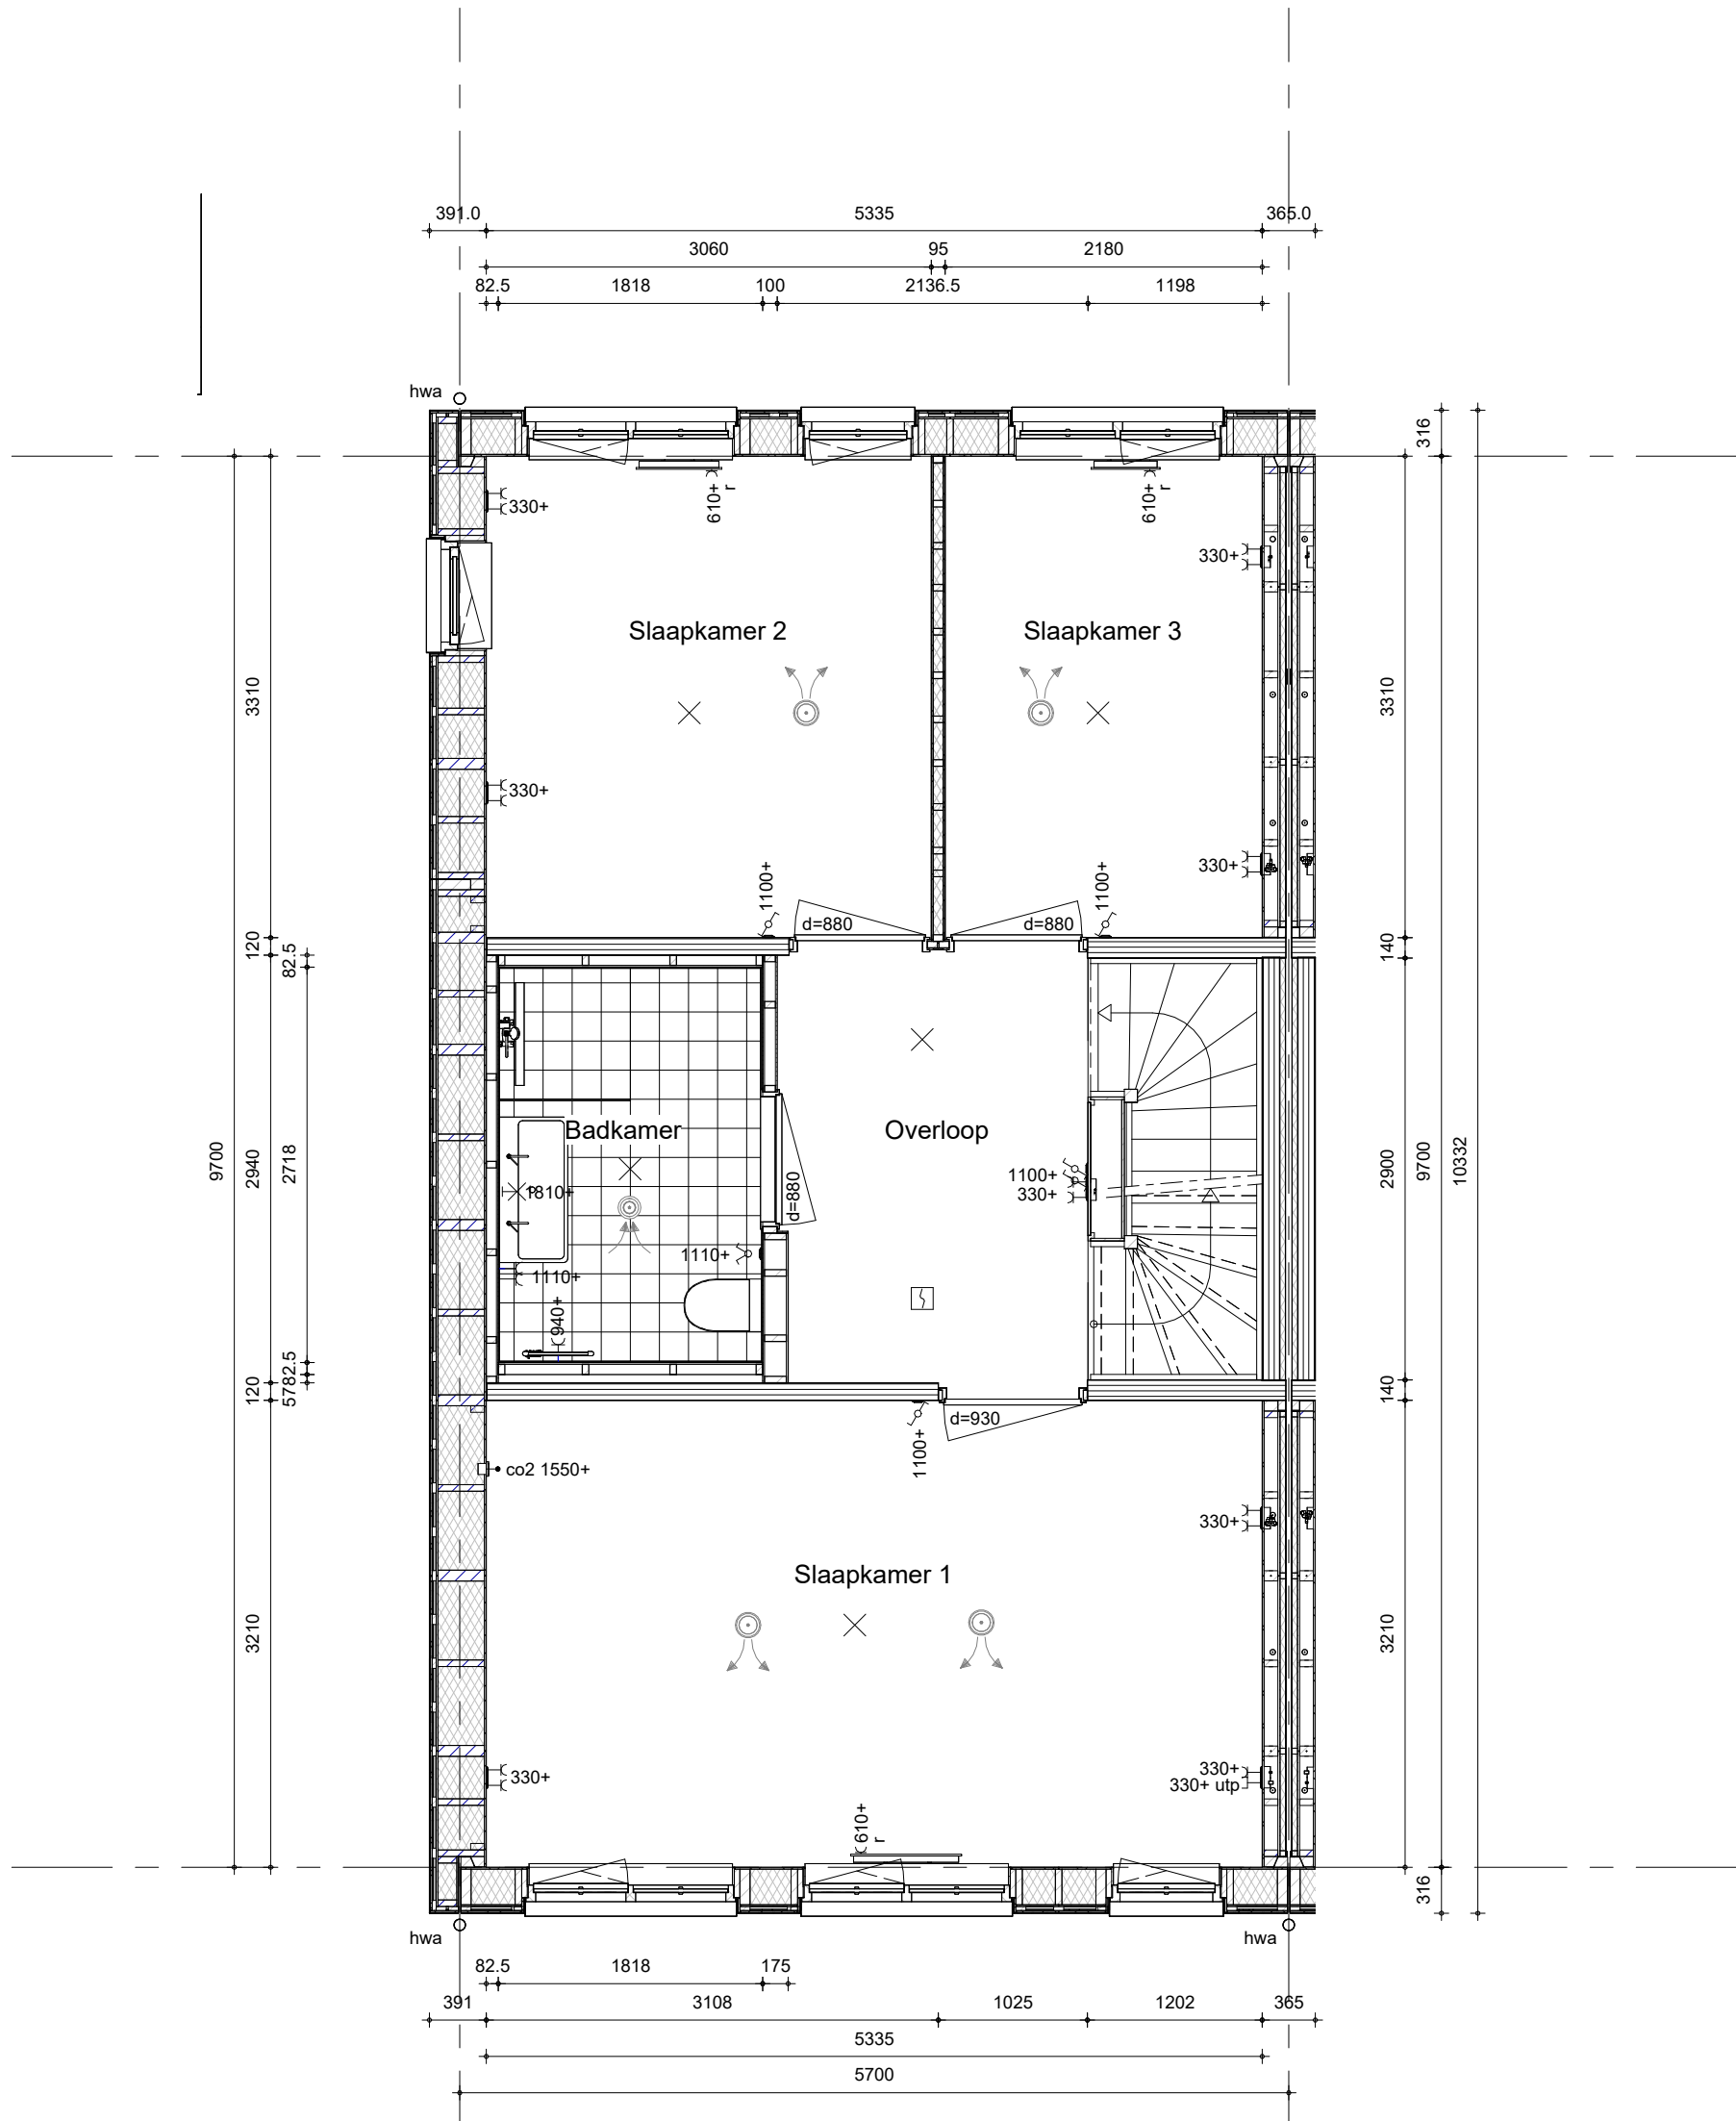 391.0 5335 365.0
3060 95 2180
82.5 1818 100 2136.5 1198
hwa
316
610+ r 610+ r
330+
330+
Slaapkamer 2 Slaapkamer 3
3310 3310
330+
330+
1100+ 1100+
d=880 d=880
120 82.5 140
Badkamer Overloop
9700 2940 2718 2900 9700 10332
1100+
330+
1810+
d=880
1110+
1110+
940+
5782.5
120 140
d=930
1100+
co2 1550+
330+
Slaapkamer 1
3210 3210
330+
330+
330+ utp
610+ r
316
hwa hwa
82.5 1818 175
391 3108 1025 1202 365
5335
5700